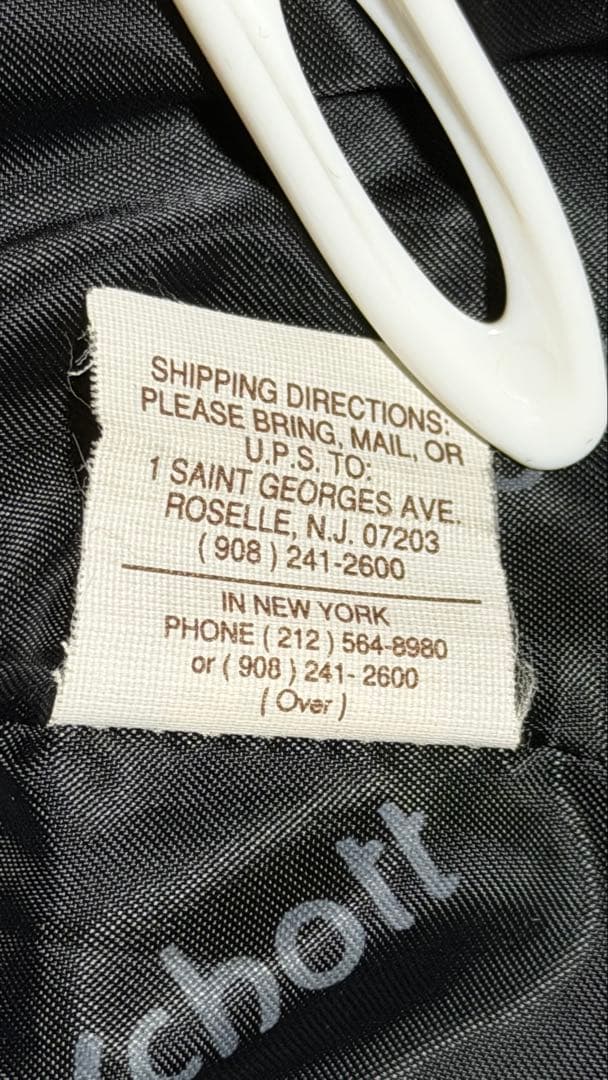 SHIPPING DIRECTIONS:
PLEASE BRING, MAIL, OR
U.P.S. TO:
1 SAINT GEORGES AVE.
ROSELLE, N.J. 07203
( 908 ) 241-2600
IN NEW YORK
PHONE ( 212 ) 564-8980
or ( 908 ) 241- 2600
( Over )
chott